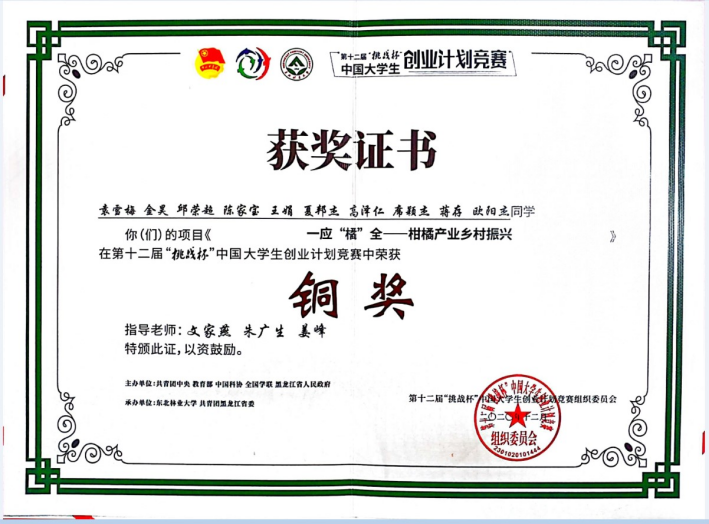 第十二届“挑战杯”
中国大学生 创业计划竞赛
获奖证书
袁雪梅 金昊 邱荣超 陈家宝 王娟 夏邦杰 高泽仁 席颖杰 蒋存 欧阳杰同学
你(们)的项目《 一应“橘”全——柑橘产业乡村振兴 》
在第十二届“挑战杯”中国大学生创业计划竞赛中荣获
铜奖
指导老师: 文家燕 朱广生 姜峰
特颁此证,以资鼓励。
主办单位:共青团中央 教育部 中国科协 全国学联 黑龙江省人民政府
承办单位:东北林业大学 共青团黑龙江省委
第十二届“挑战杯”中国大学生创业计划竞赛组织委员会
二〇二〇年十二月
组织委员会
2301020101444